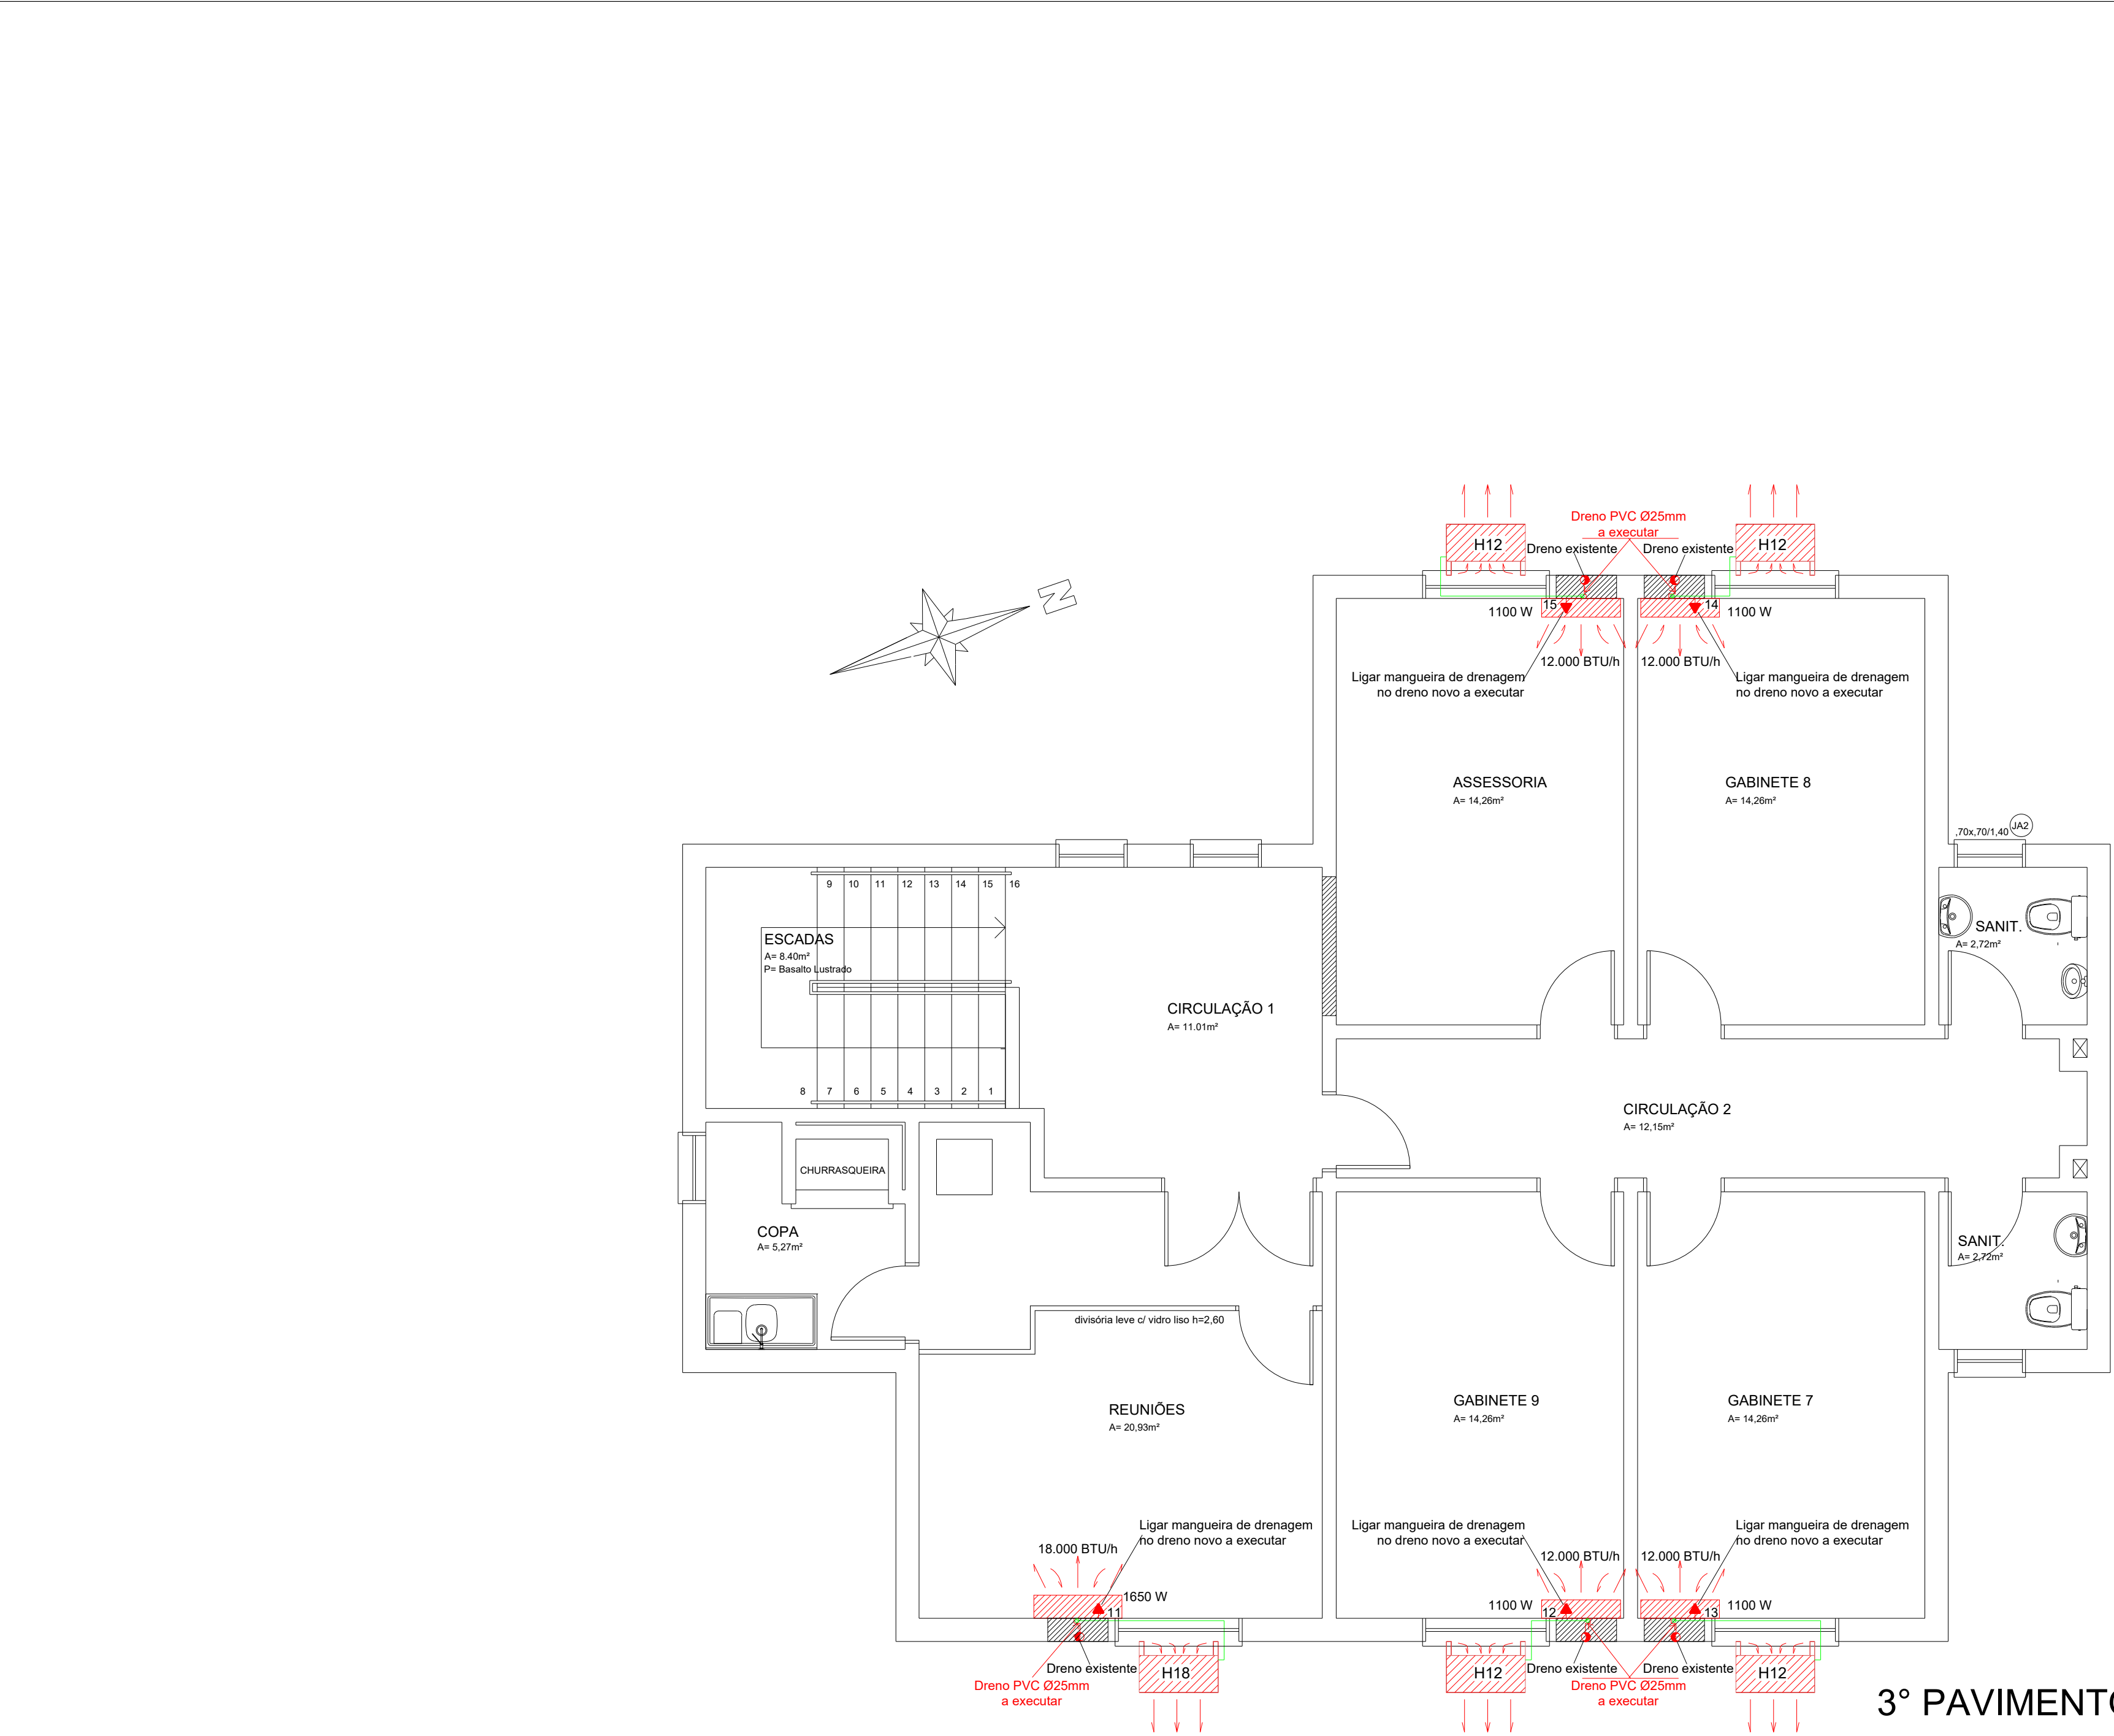 Dreno PVC Ø25mm
a executar
H12
Dreno existente
Dreno existente
H12
N
1100 W
15
14
1100 W
12.000 BTU/h
12.000 BTU/h
Ligar mangueira de drenagem
no dreno novo a executar
Ligar mangueira de drenagem
no dreno novo a executar
ASSESSORIA
A= 14,26m²
GABINETE 8
A= 14,26m²
,70x,70/1,40
JA2
9 10 11 12 13 14 15 16
ESCADAS
A= 8.40m²
P= Basalto Lustrado
SANIT.
A= 2,72m²
CIRCULAÇÃO 1
A= 11.01m²
8 7 6 5 4 3 2 1
CIRCULAÇÃO 2
A= 12,15m²
CHURRASQUEIRA
COPA
A= 5,27m²
SANIT.
A= 2,72m²
divisória leve c/ vidro liso h=2,60
REUNIÕES
A= 20,93m²
GABINETE 9
A= 14,26m²
GABINETE 7
A= 14,26m²
Ligar mangueira de drenagem
no dreno novo a executar
Ligar mangueira de drenagem
no dreno novo a executar
Ligar mangueira de drenagem
no dreno novo a executar
18.000 BTU/h
12.000 BTU/h
12.000 BTU/h
1650 W
11
1100 W
12
13
1100 W
Dreno existente
H18
H12
Dreno existente
Dreno existente
H12
Dreno PVC Ø25mm
a executar
Dreno PVC Ø25mm
a executar
3° PAVIMENTO